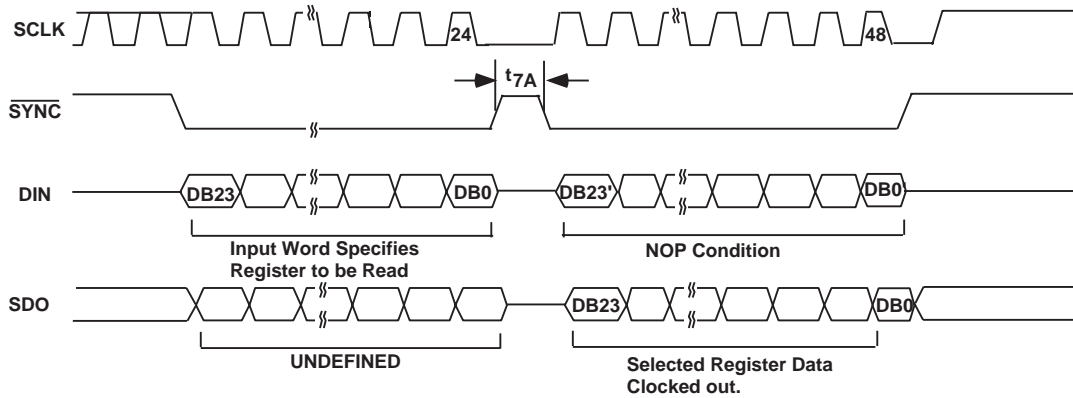 SCLK
24
48
t7A
SYNC
DIN
DB23
DB0
DB23'
DB0'
Input Word Specifies
Register to be Read
NOP Condition
SDO
DB23
DB0
UNDEFINED
Selected Register Data
Clocked out.